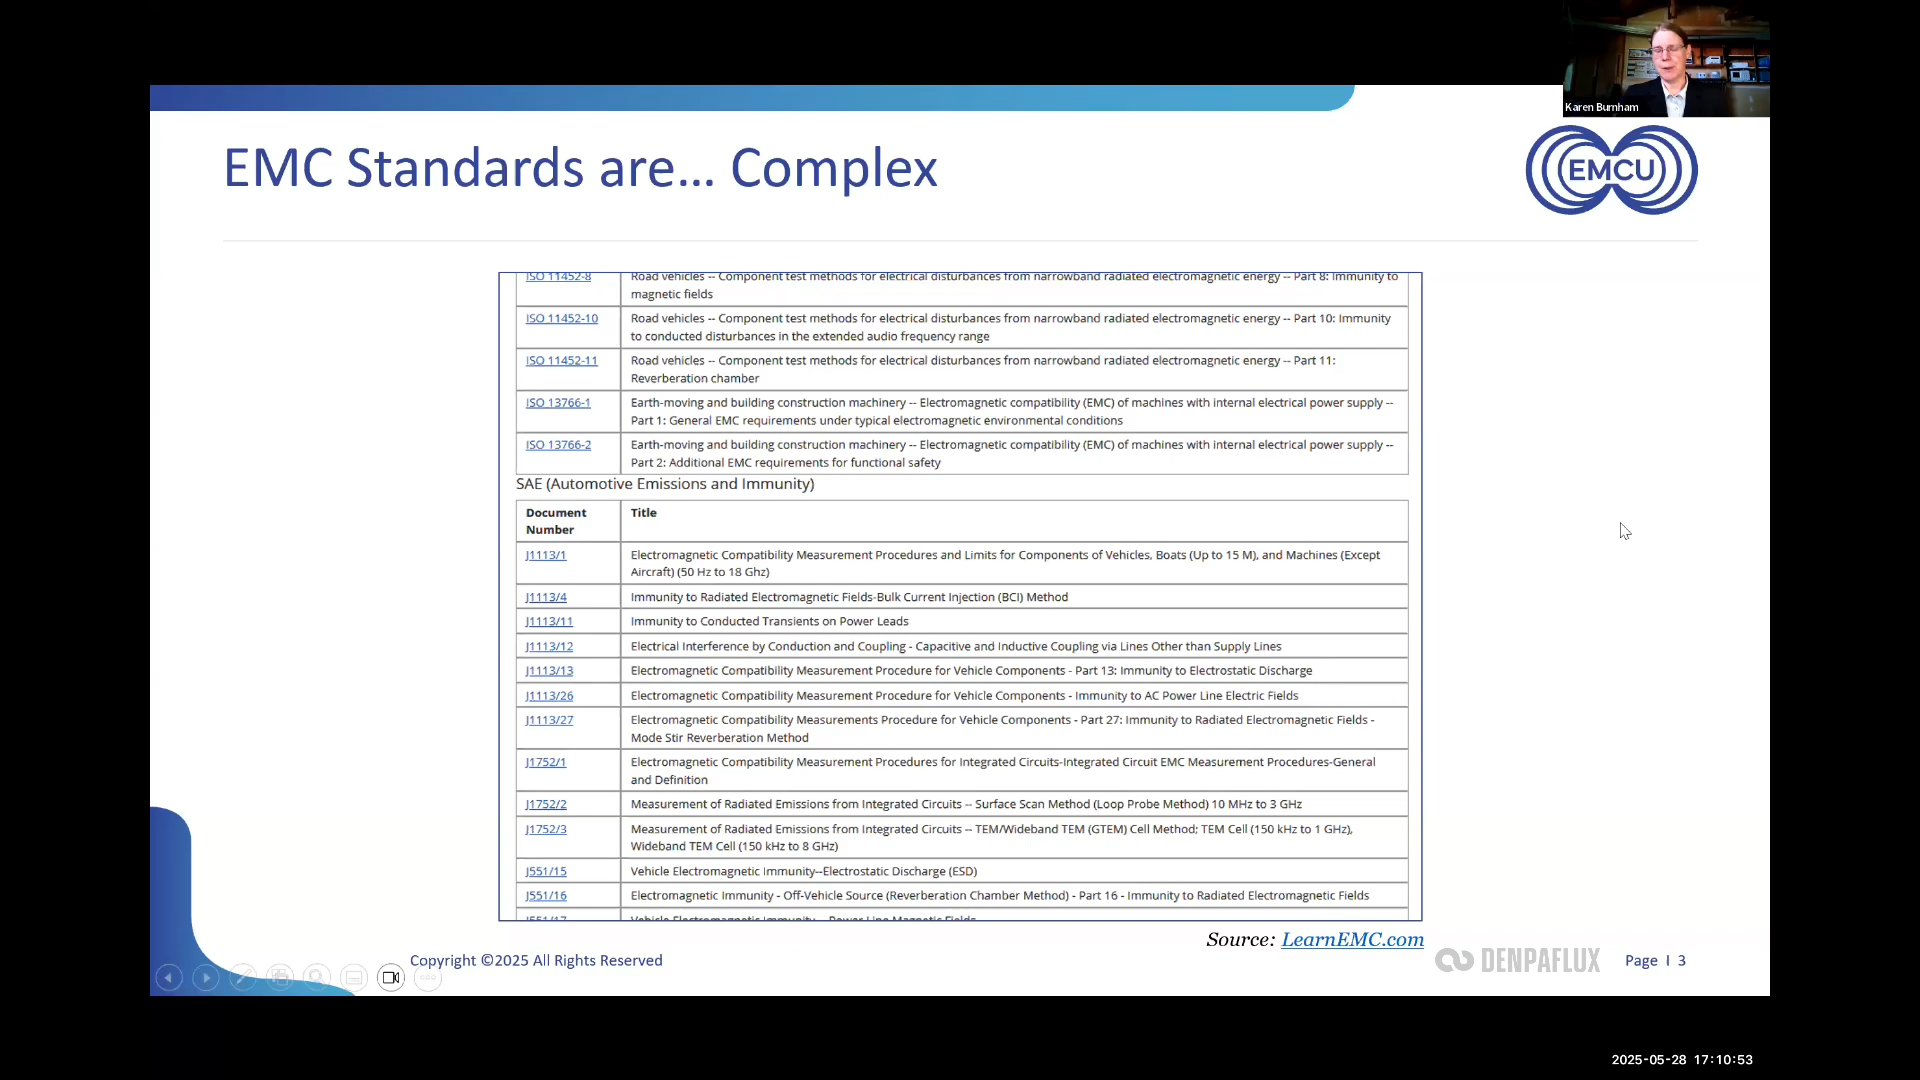 Karen Burnham
EMC Standards are... Complex
EMCU
ISO 11452-8
Road vehicles -- Component test methods for electrical disturbances from narrowband radiated electromagnetic energy -- Part 8: Immunity to
magnetic fields
ISO 11452-10
Road vehicles -- Component test methods for electrical disturbances from narrowband radiated electromagnetic energy -- Part 10: Immunity
to conducted disturbances in the extended audio frequency range
ISO 11452-11
Road vehicles -- Component test methods for electrical disturbances from narrowband radiated electromagnetic energy -- Part 11:
Reverberation chamber
ISO 13766-1
Earth-moving and building construction machinery -- Electromagnetic compatibility (EMC) of machines with internal electrical power supply --
Part 1: General EMC requirements under typical electromagnetic environmental conditions
ISO 13766-2
Earth-moving and building construction machinery -- Electromagnetic compatibility (EMC) of machines with internal electrical power supply --
Part 2: Additional EMC requirements for functional safety
SAE (Automotive Emissions and Immunity)
Document
Number
Title
J1113/1
Electromagnetic Compatibility Measurement Procedures and Limits for Components of Vehicles, Boats (Up to 15 M), and Machines (Except
Aircraft) (50 Hz to 18 Ghz)
J1113/4
Immunity to Radiated Electromagnetic Fields-Bulk Current Injection (BCI) Method
J1113/11
Immunity to Conducted Transients on Power Leads
J1113/12
Electrical Interference by Conduction and Coupling - Capacitive and Inductive Coupling via Lines Other than Supply Lines
J1113/13
Electromagnetic Compatibility Measurement Procedure for Vehicle Components - Part 13: Immunity to Electrostatic Discharge
J1113/26
Electromagnetic Compatibility Measurement Procedure for Vehicle Components - Immunity to AC Power Line Electric Fields
J1113/27
Electromagnetic Compatibility Measurements Procedure for Vehicle Components - Part 27: Immunity to Radiated Electromagnetic Fields -
Mode Stir Reverberation Method
J1752/1
Electromagnetic Compatibility Measurement Procedures for Integrated Circuits-Integrated Circuit EMC Measurement Procedures-General
and Definition
J1752/2
Measurement of Radiated Emissions from Integrated Circuits -- Surface Scan Method (Loop Probe Method) 10 MHz to 3 GHz
J1752/3
Measurement of Radiated Emissions from Integrated Circuits -- TEM/Wideband TEM (GTEM) Cell Method; TEM Cell (150 kHz to 1 GHz),
Wideband TEM Cell (150 kHz to 8 GHz)
J551/15
Vehicle Electromagnetic Immunity--Electrostatic Discharge (ESD)
J551/16
Electromagnetic Immunity - Off-Vehicle Source (Reverberation Chamber Method) - Part 16 - Immunity to Radiated Electromagnetic Fields
J551/17
Vehicle Electromagnetic Immunity -- Power Line Magnetic Fields
Source: LearnEMC.com
Copyright ©2025 All Rights Reserved
DENPAFLUX
Page I 3
2025-05-28 17:10:53